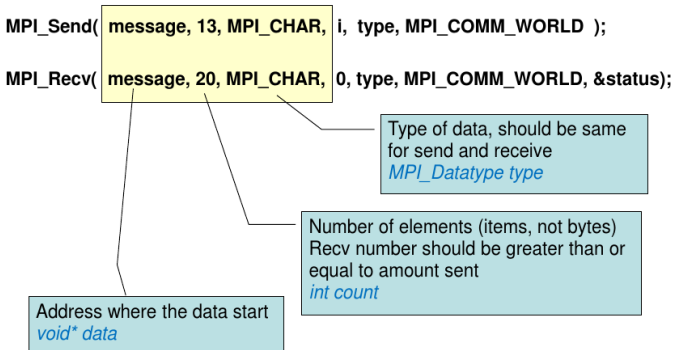 MPI_Send( message, 13, MPI_CHAR, i, type, MPI_COMM_WORLD );
MPI_Recv( message, 20, MPI_CHAR, 0, type, MPI_COMM_WORLD, &status);
Type of data, should be same
for send and receive
MPI_Datatype type
Number of elements (items, not bytes)
Recv number should be greater than or
equal to amount sent
int count
Address where the data start
void* data